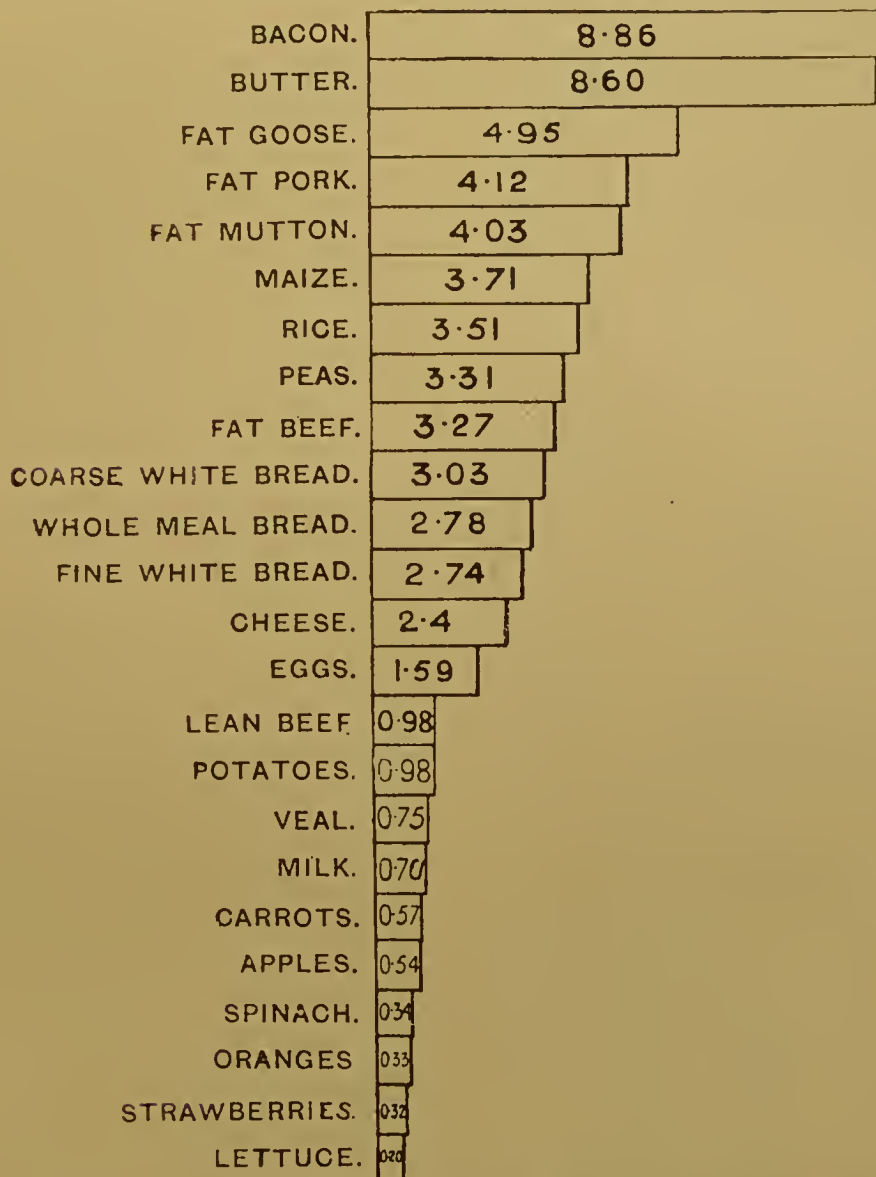 BACON. 8·86
BUTTER. 8·60
FAT GOOSE. 4·95
FAT PORK. 4·12
FAT MUTTON. 4·03
MAIZE. 3·71
RICE. 3·51
PEAS. 3·31
FAT BEEF. 3·27
COARSE WHITE BREAD. 3·03
WHOLE MEAL BREAD. 2·78
FINE WHITE BREAD. 2·74
CHEESE. 2·4
EGGS. 1·59
LEAN BEEF. 0·98
POTATOES. 0·98
VEAL. 0·75
MILK. 0·70
CARROTS. 0·57
APPLES. 0·54
SPINACH. 0·34
ORANGES 0·33
STRAWBERRIES. 0·32
LETTUCE. 0·20